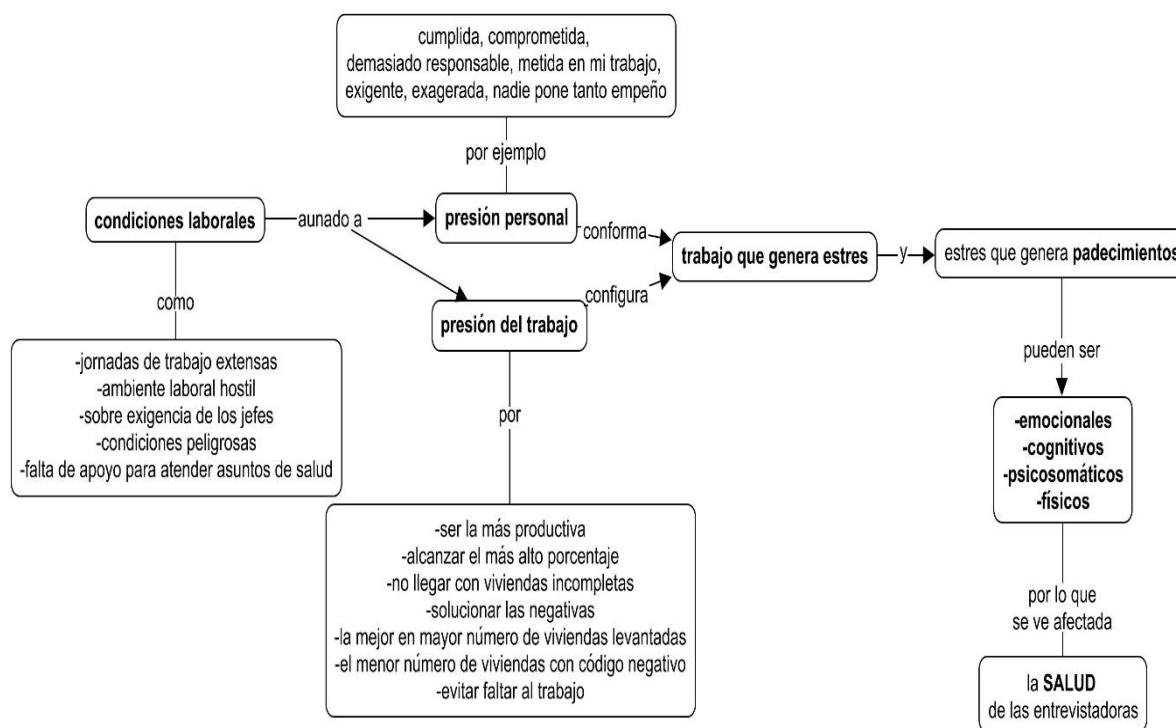 cumplida, comprometida,
demasiado responsable, metida en mi trabajo,
exigente, exagerada, nadie pone tanto empeño
por ejemplo
condiciones laborales
aunado a
presión personal
conforma
trabajo que genera estres
y
estres que genera padecimientos
configura
presión del trabajo
como
-jornadas de trabajo extensas
-ambiente laboral hostil
-sobre exigencia de los jefes
-condiciones peligrosas
-falta de apoyo para atender asuntos de salud
por
-ser la más productiva
-alcanzar el más alto porcentaje
-no llegar con viviendas incompletas
-solucionar las negativas
-la mejor en mayor número de viviendas levantadas
-el menor número de viviendas con código negativo
-evitar faltar al trabajo
pueden ser
-emocionales
-cognitivos
-psicosomáticos
-físicos
por lo que
se ve afectada
la SALUD
de las entrevistadoras